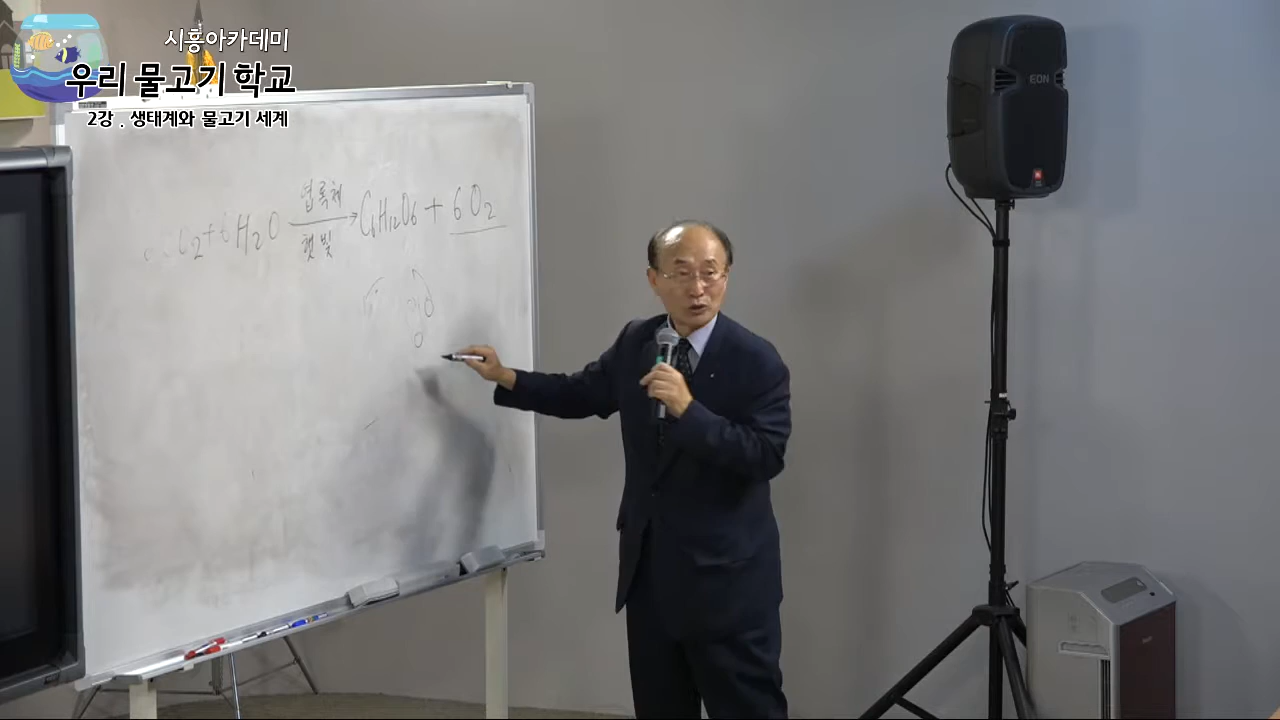 시흥아카데미
우리 물고기 학교
2강 . 생태계와 물고기 세계
엽록체
6H2O → C6H12O6 + 6O2
햇빛
EON